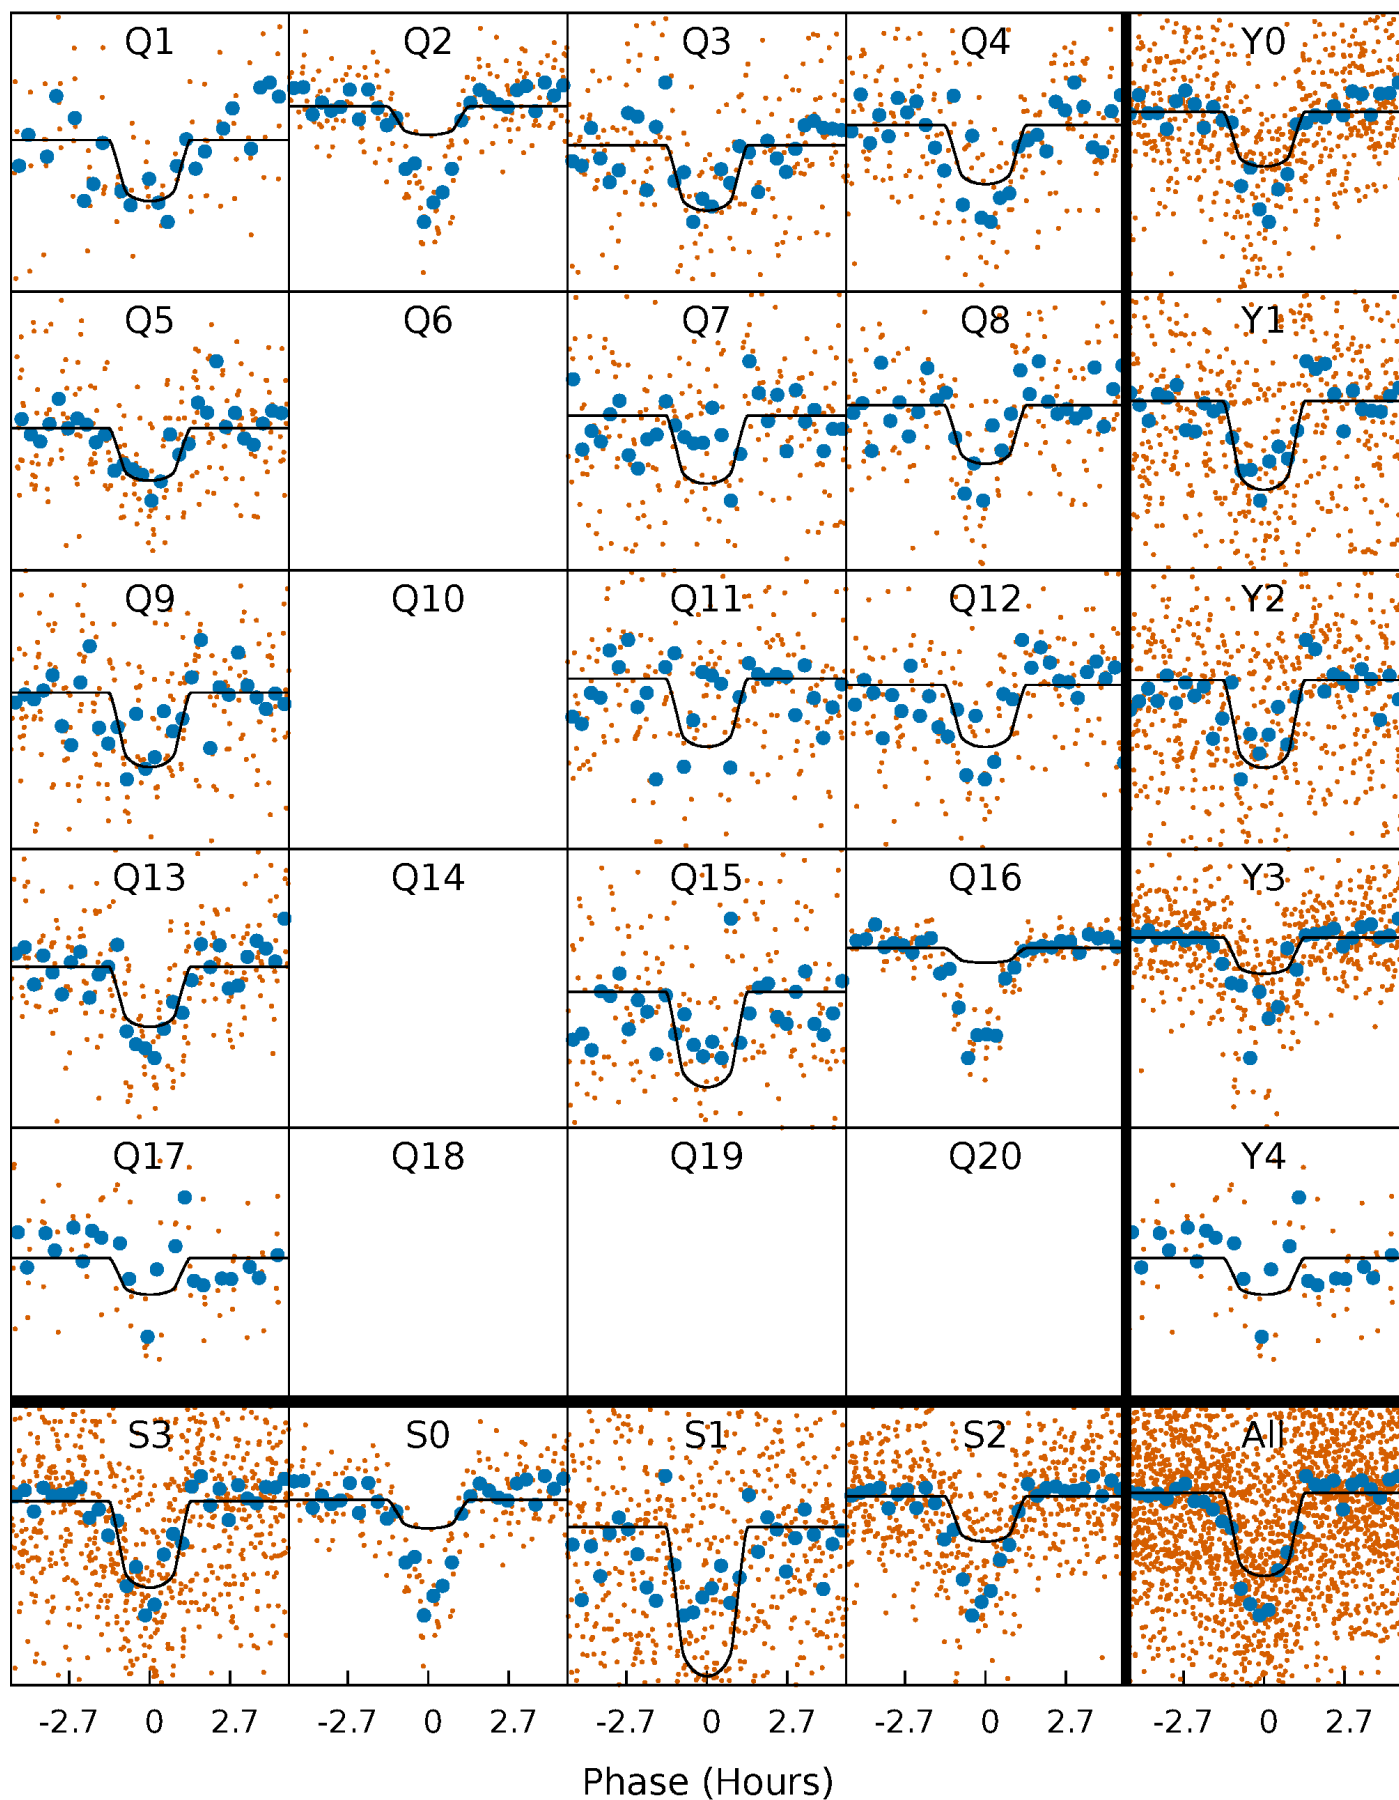 Q1 Q2 Q3 Q4 Y0
Q5 Q6 Q7 Q8 Y1
Q9 Q10 Q11 Q12 Y2
Q13 Q14 Q15 Q16 Y3
Q17 Q18 Q19 Q20 Y4
S3 S0 S1 S2 All
-2.7 0 2.7 -2.7 0 2.7 -2.7 0 2.7 -2.7 0 2.7 -2.7 0 2.7
Phase (Hours)